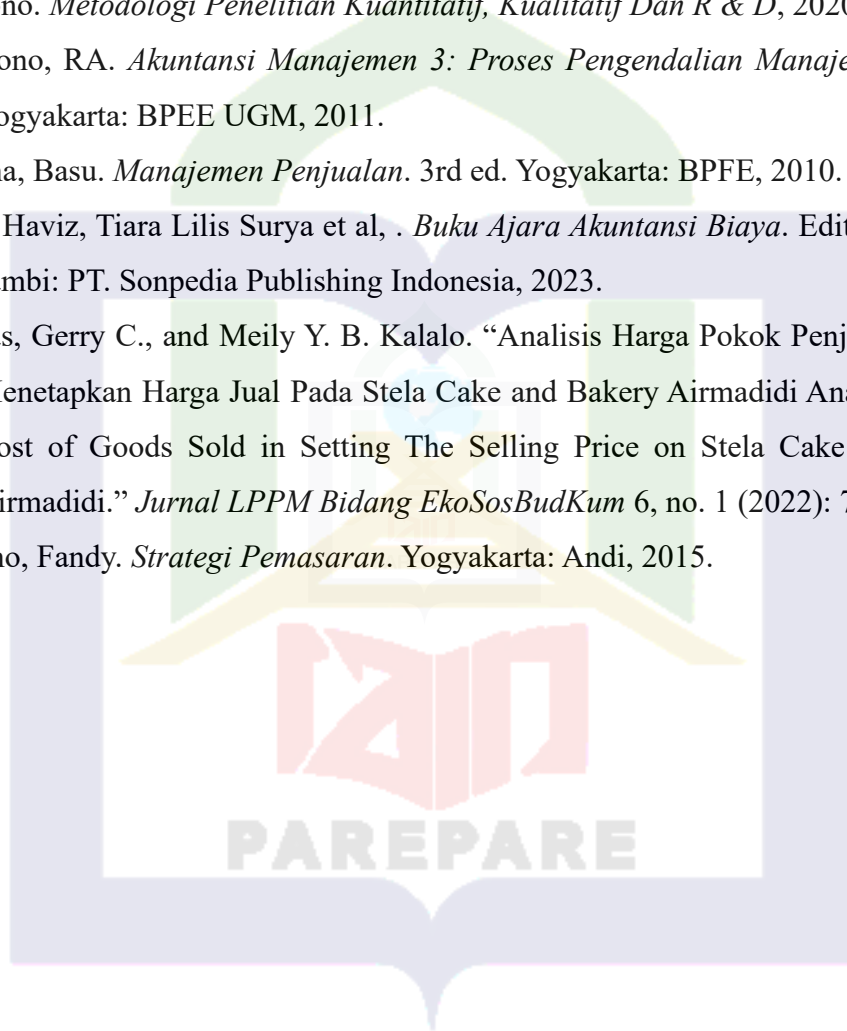 no. Metodologi Penelitian Kuantitatif, Kualitatif Dan R & D, 2020
ono, RA. Akuntansi Manajemen 3: Proses Pengendalian Manaje
ogyakarta: BPEE UGM, 2011.
na, Basu. Manajemen Penjualan. 3rd ed. Yogyakarta: BPFE, 2010.
Haviz, Tiara Lilis Surya et al, . Buku Ajara Akuntansi Biaya. Edit
mbi: PT. Sonpedia Publishing Indonesia, 2023.
s, Gerry C., and Meily Y. B. Kalalo. “Analisis Harga Pokok Penj
enetapkan Harga Jual Pada Stela Cake and Bakery Airmadidi Ana
ost of Goods Sold in Setting The Selling Price on Stela Cake
irmadidi.” Jurnal LPPM Bidang EkoSosBudKum 6, no. 1 (2022): 7
no, Fandy. Strategi Pemasaran. Yogyakarta: Andi, 2015.
iain
PAREPARE